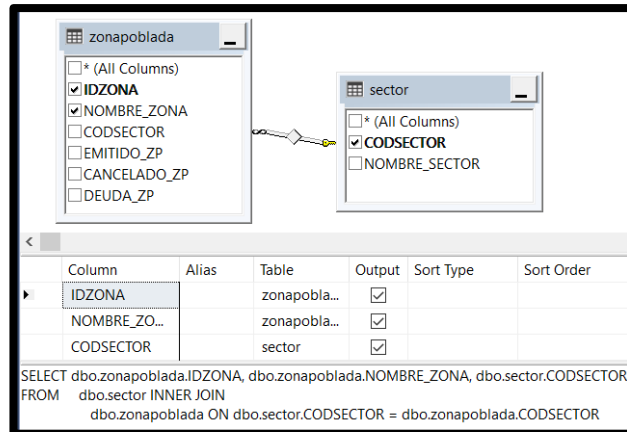 zonapoblada
* (All Columns)
IDZONA
NOMBRE_ZONA
CODSECTOR
EMITIDO_ZP
CANCELADO_ZP
DEUDA_ZP
sector
* (All Columns)
CODSECTOR
NOMBRE_SECTOR
Column Alias Table Output Sort Type Sort Order
IDZONA zonapobla...
NOMBRE_ZO... zonapobla...
CODSECTOR sector
SELECT dbo.zonapoblada.IDZONA, dbo.zonapoblada.NOMBRE_ZONA, dbo.sector.CODSECTOR
FROM dbo.sector INNER JOIN
dbo.zonapoblada ON dbo.sector.CODSECTOR = dbo.zonapoblada.CODSECTOR